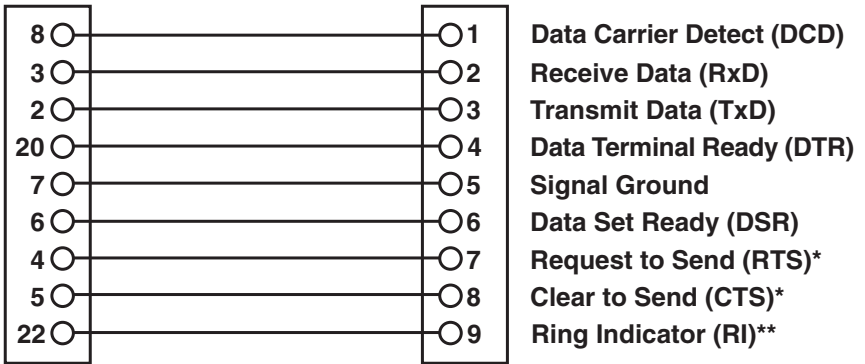 8 1 Data Carrier Detect (DCD)
3 2 Receive Data (RxD)
2 3 Transmit Data (TxD)
20 4 Data Terminal Ready (DTR)
7 5 Signal Ground
6 6 Data Set Ready (DSR)
4 7 Request to Send (RTS)*
5 8 Clear to Send (CTS)*
22 9 Ring Indicator (RI)**